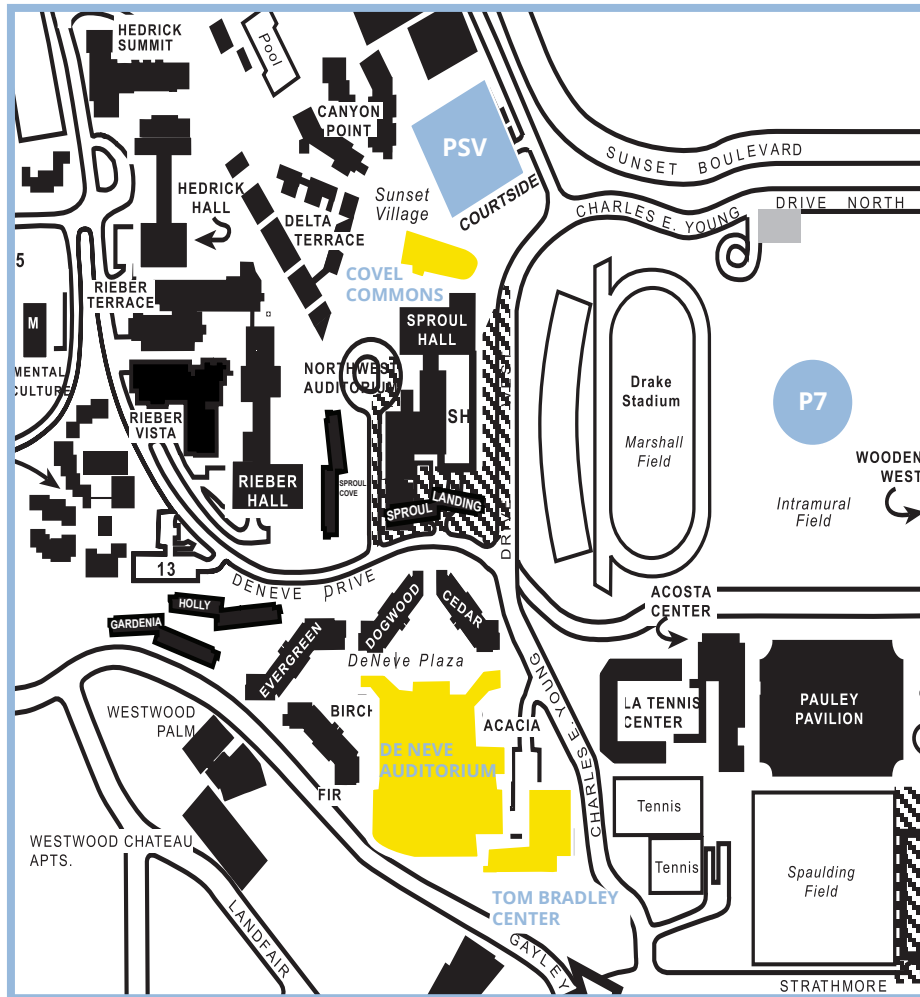 HEDRICK
SUMMIT
Pool
CANYON
POINT
PSV
SUNSET BOULEVARD
HEDRICK
HALL
Sunset
Village
COURTSIDE
CHARLES E. YOUNG
DRIVE NORTH
DELTA
TERRACE
5
COVEL
COMMONS
RIEBER
TERRACE
M
SPROUL
HALL
MENTAL
CULTURE
NORTHWEST
AUDITORIUM
Drake
Stadium
P7
SH
RIEBER
VISTA
Marshall
Field
WOODEN
WEST
RIEBER
HALL
SPROUL
COVE
SPROUL
LANDING
Intramural
Field
13
DENEVE DRIVE
ACOSTA
CENTER
HOLLY
GARDENIA
EVERGREEN
DOGWOOD
CEDAR
DeNeve Plaza
CHARLES E. YOUNG
LA TENNIS
CENTER
PAULEY
PAVILION
WESTWOOD
PALM
BIRCH
ACACIA
DE NEVE
AUDITORIUM
FIR
Tennis
WESTWOOD CHATEAU
APTS.
Tennis
Spaulding
Field
TOM BRADLEY
CENTER
LANDFAIR
GAYLEY
STRATHMORE